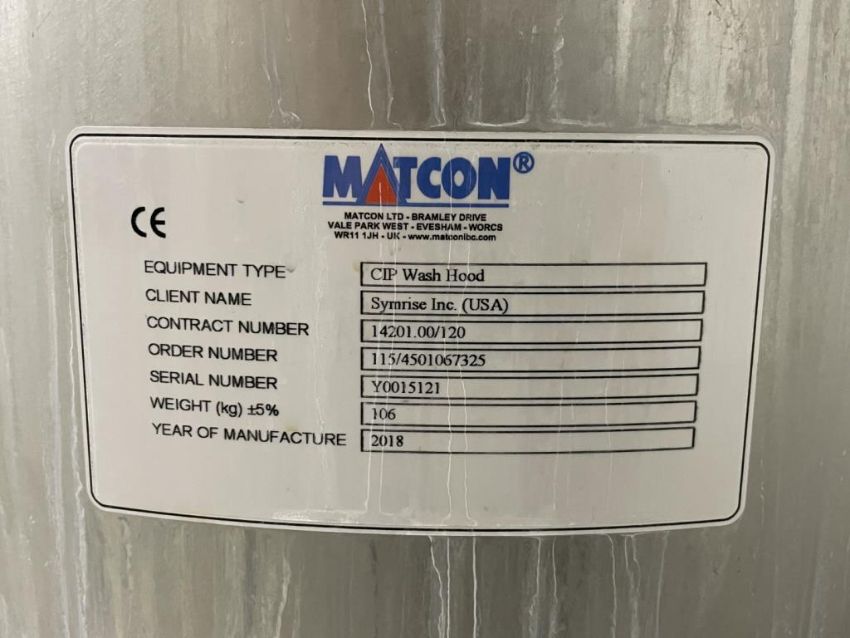 MATCON®
MATCON LTD - BRAMLEY DRIVE
VALE PARK WEST - EVESHAM - WORCS
WR11 1JH - UK - www.matconibc.com
CE
EQUIPMENT TYPE CIP Wash Hood
CLIENT NAME Symrise Inc. (USA)
CONTRACT NUMBER 14201.00/120
ORDER NUMBER 115/4501067325
SERIAL NUMBER Y0015121
WEIGHT (kg) ±5% 106
YEAR OF MANUFACTURE 2018